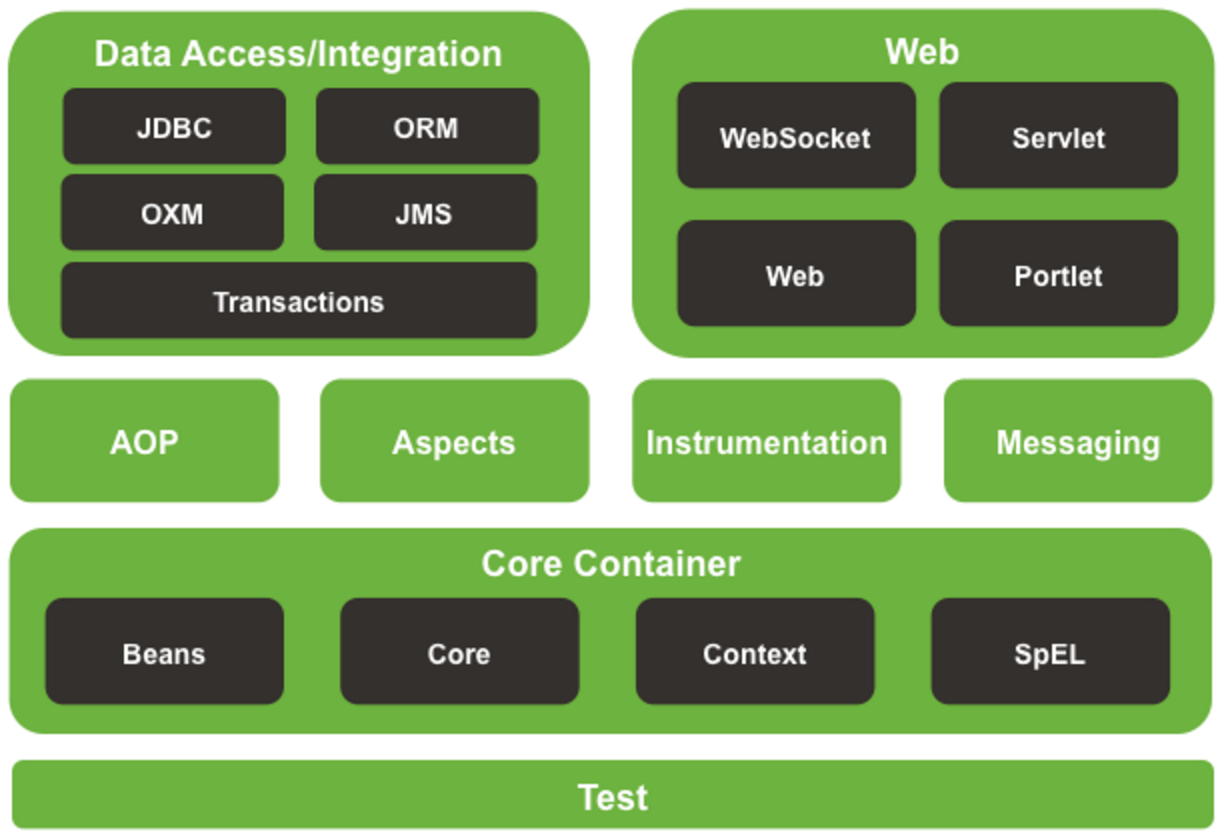 Data Access/Integration
JDBC
ORM
OXM
JMS
Transactions
Web
WebSocket
Servlet
Web
Portlet
AOP
Aspects
Instrumentation
Messaging
Core Container
Beans
Core
Context
SpEL
Test